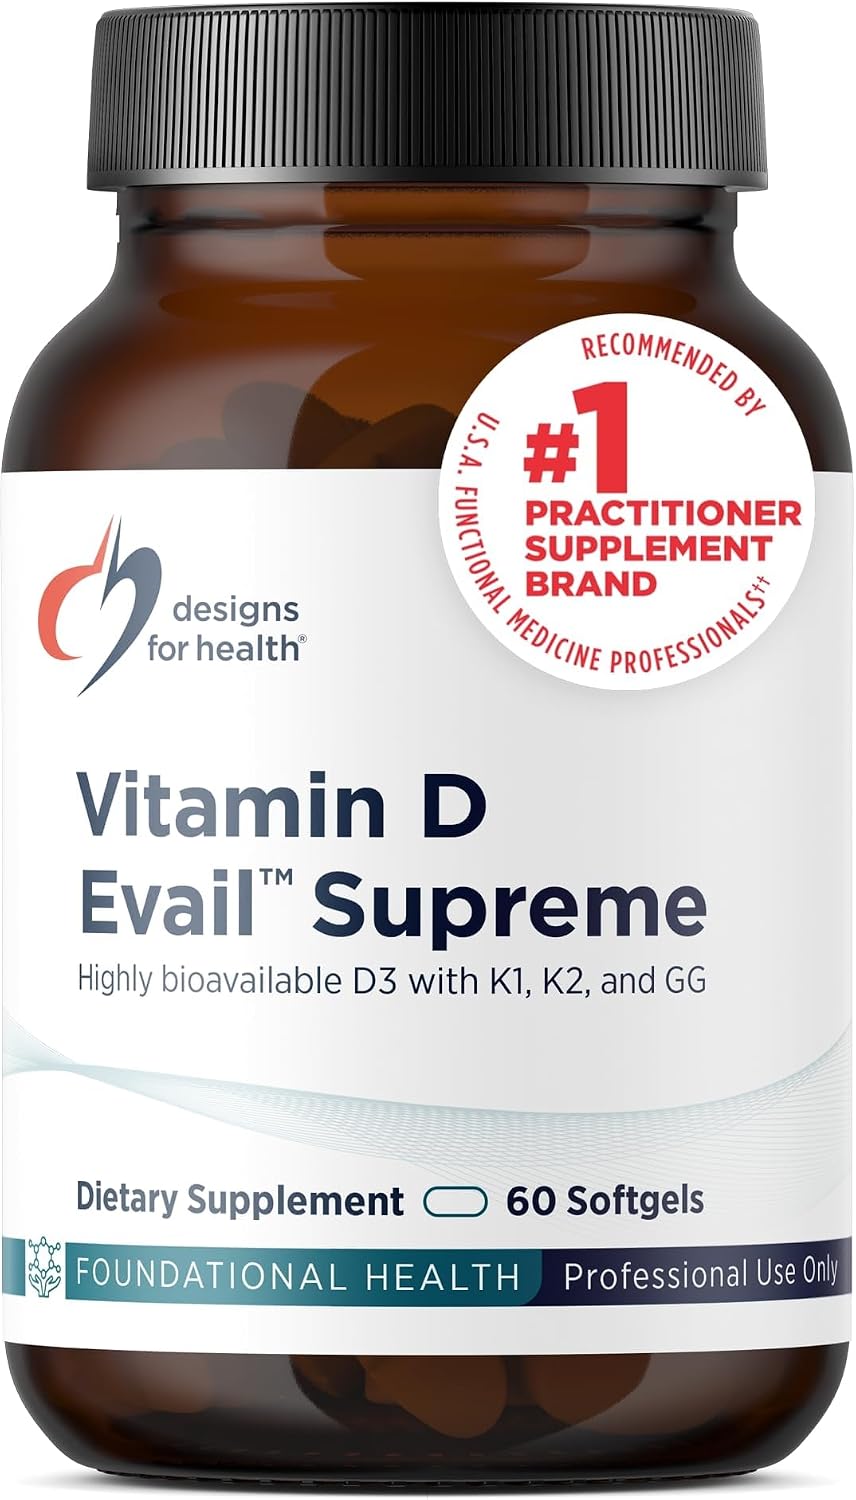 RECOMMENDED BY
U.S.A. FUNCTIONAL MEDICINE PROFESSIONALS††
#1
PRACTITIONER
SUPPLEMENT
BRAND
designs
for health®
Vitamin D
Evail™ Supreme
Highly bioavailable D3 with K1, K2, and GG
Dietary Supplement 60 Softgels
FOUNDATIONAL HEALTH Professional Use Only